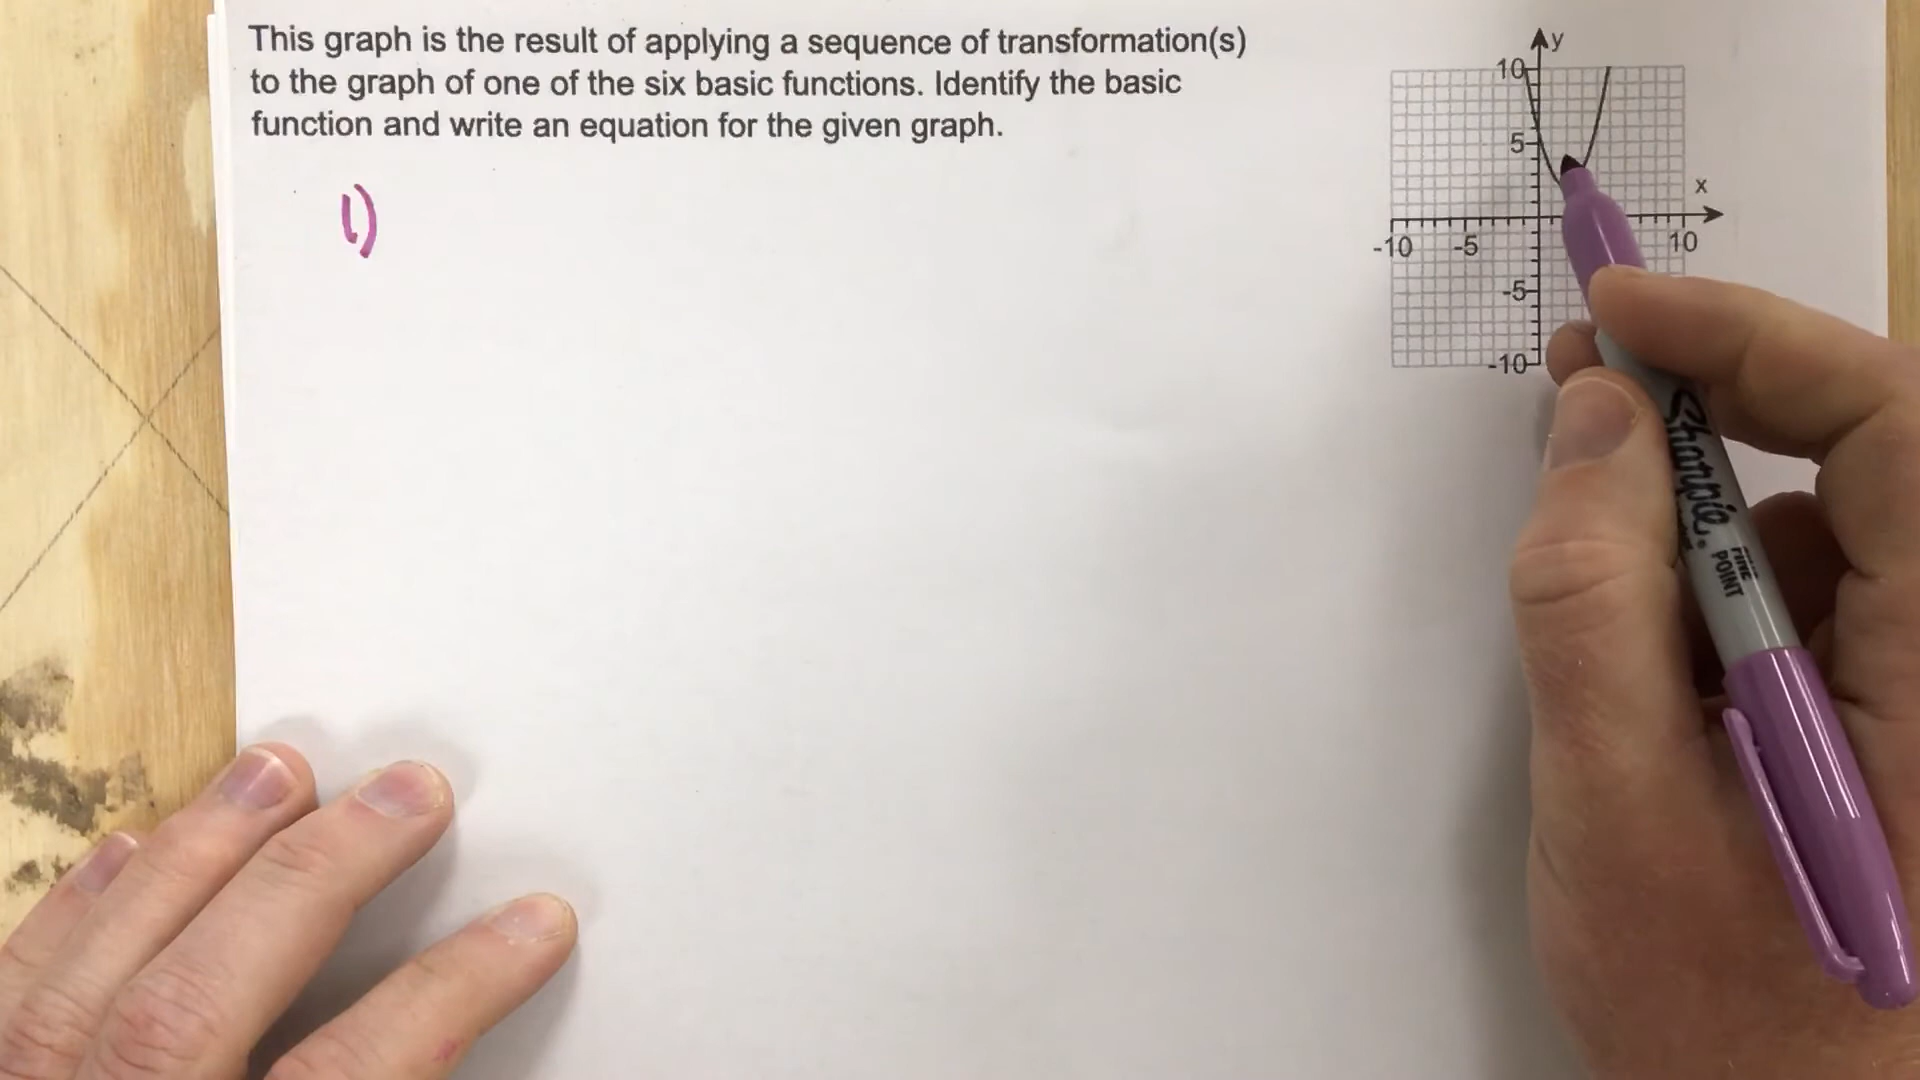 This graph is the result of applying a sequence of transformation(s)
to the graph of one of the six basic functions. Identify the basic
function and write an equation for the given graph.
1)
y
10
5
x
-10 -5 10
-5
-10
Sharpie.
FINE
POINT